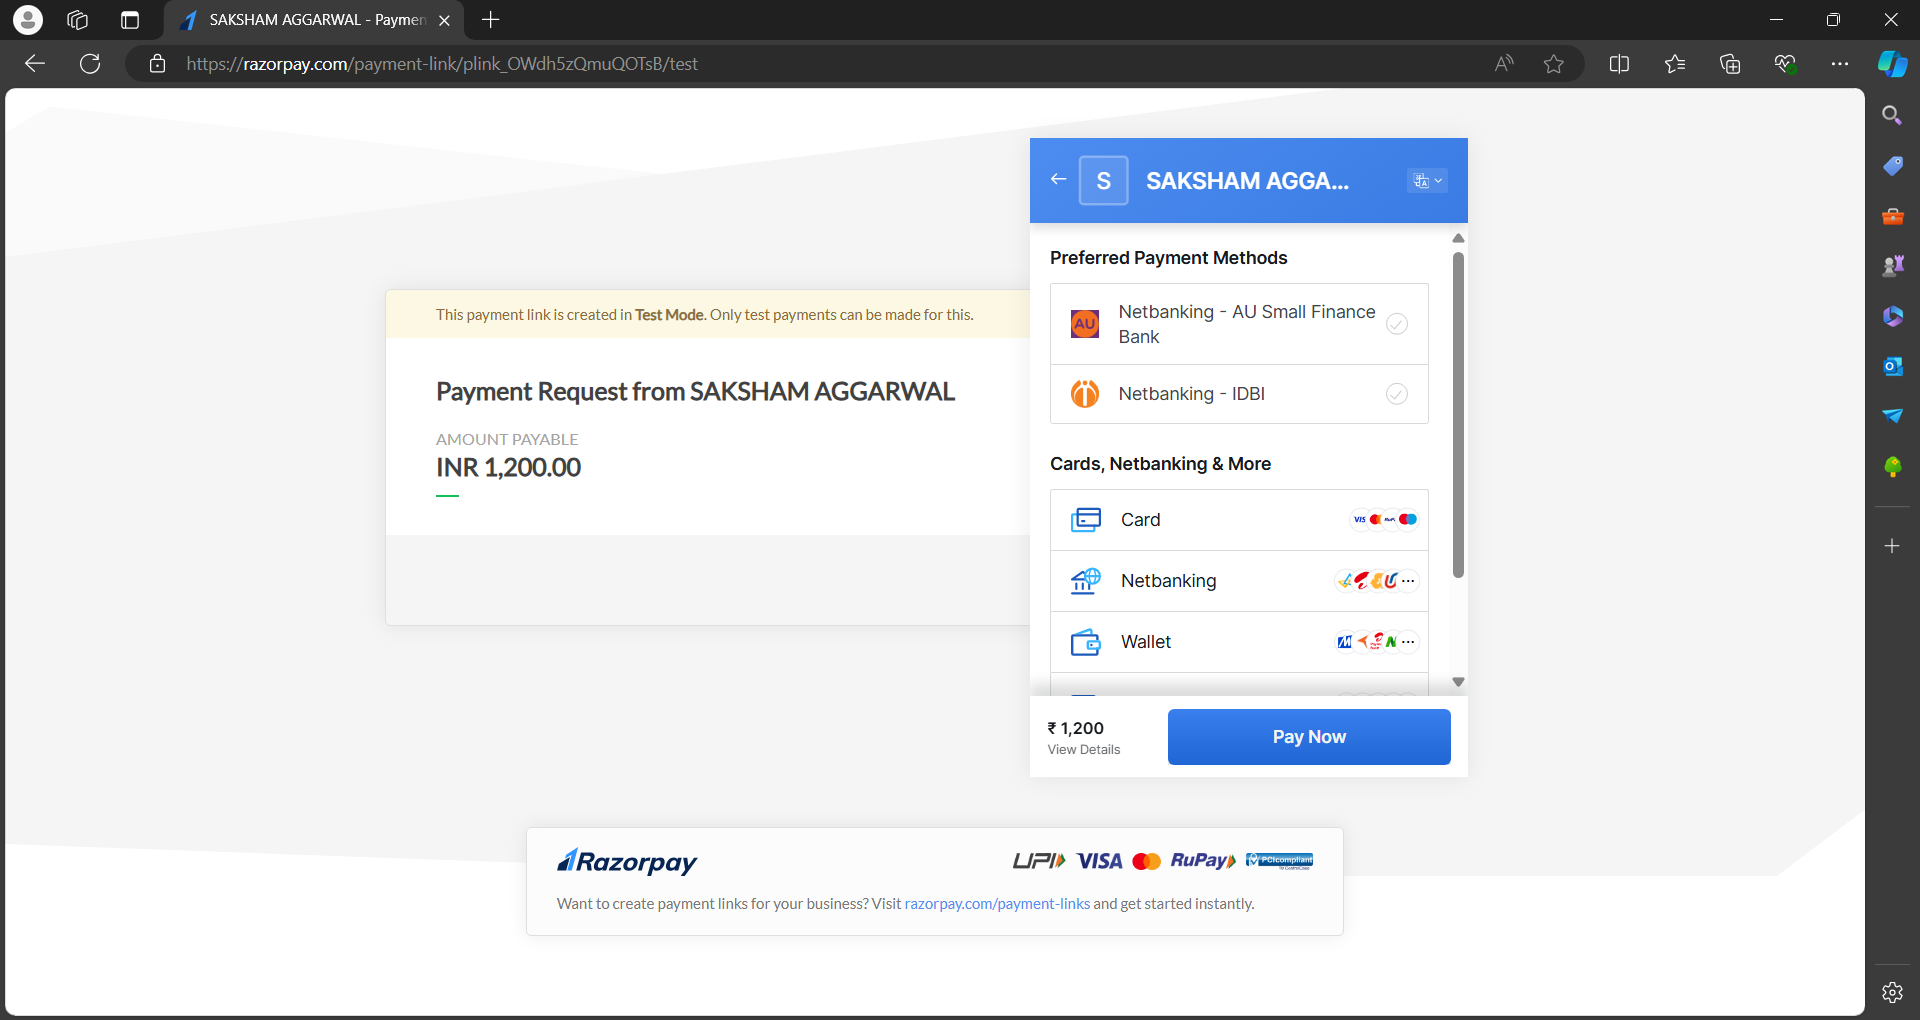 SAKSHAM AGGARWAL - Paymen
https://razorpay.com/payment-link/plink_OWdh5zQmuQOTsB/test
This payment link is created in Test Mode. Only test payments can be made for this.
Payment Request from SAKSHAM AGGARWAL
AMOUNT PAYABLE
INR 1,200.00
S
SAKSHAM AGGA...
Preferred Payment Methods
AU
Netbanking - AU Small Finance
Bank
Netbanking - IDBI
Cards, Netbanking & More
Card
VIS
Netbanking
Wallet
₹ 1,200
View Details
Pay Now
Razorpay
UPI VISA RuPay PCI compliant
Want to create payment links for your business? Visit razorpay.com/payment-links and get started instantly.